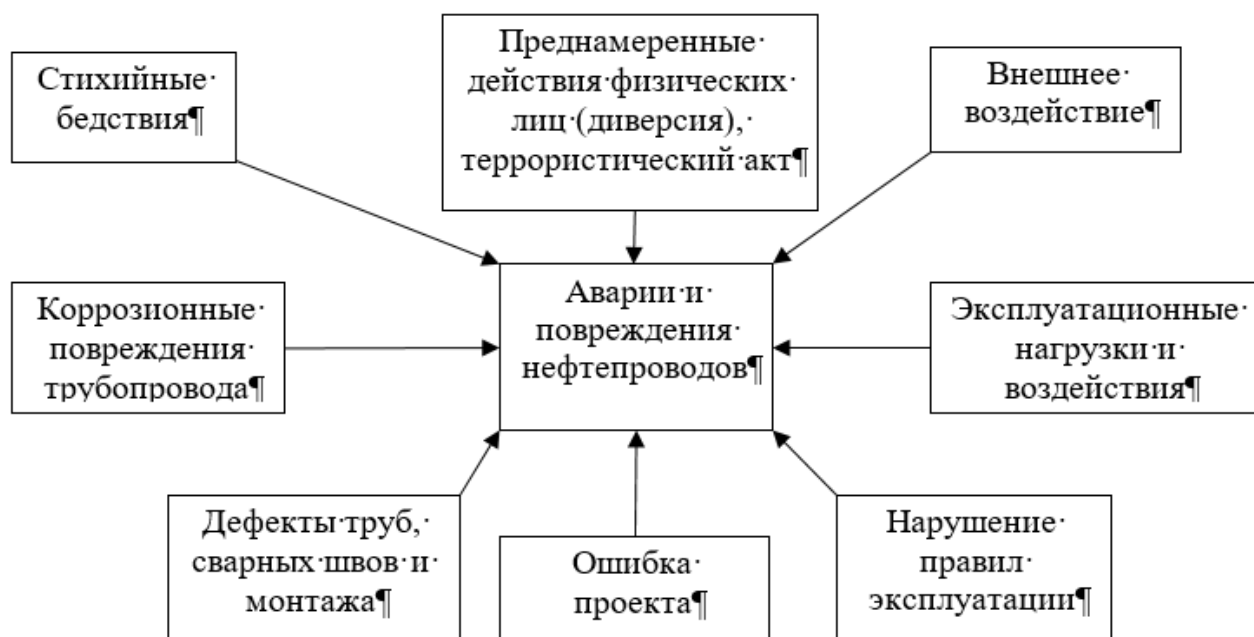 Стихийные·
бедствия¶
Преднамеренные·
действия·физических·
лиц·(диверсия),·
террористический·акт¶
Внешнее·
воздействие¶
Коррозионные·
повреждения·
трубопровода¶
Аварии·и·
повреждения·
нефтепроводов¶
Эксплуатационные·
нагрузки·и·
воздействия¶
Дефекты·труб,·
сварных·швов·и·
монтажа¶
Ошибка·
проекта¶
Нарушение·
правил·
эксплуатации¶